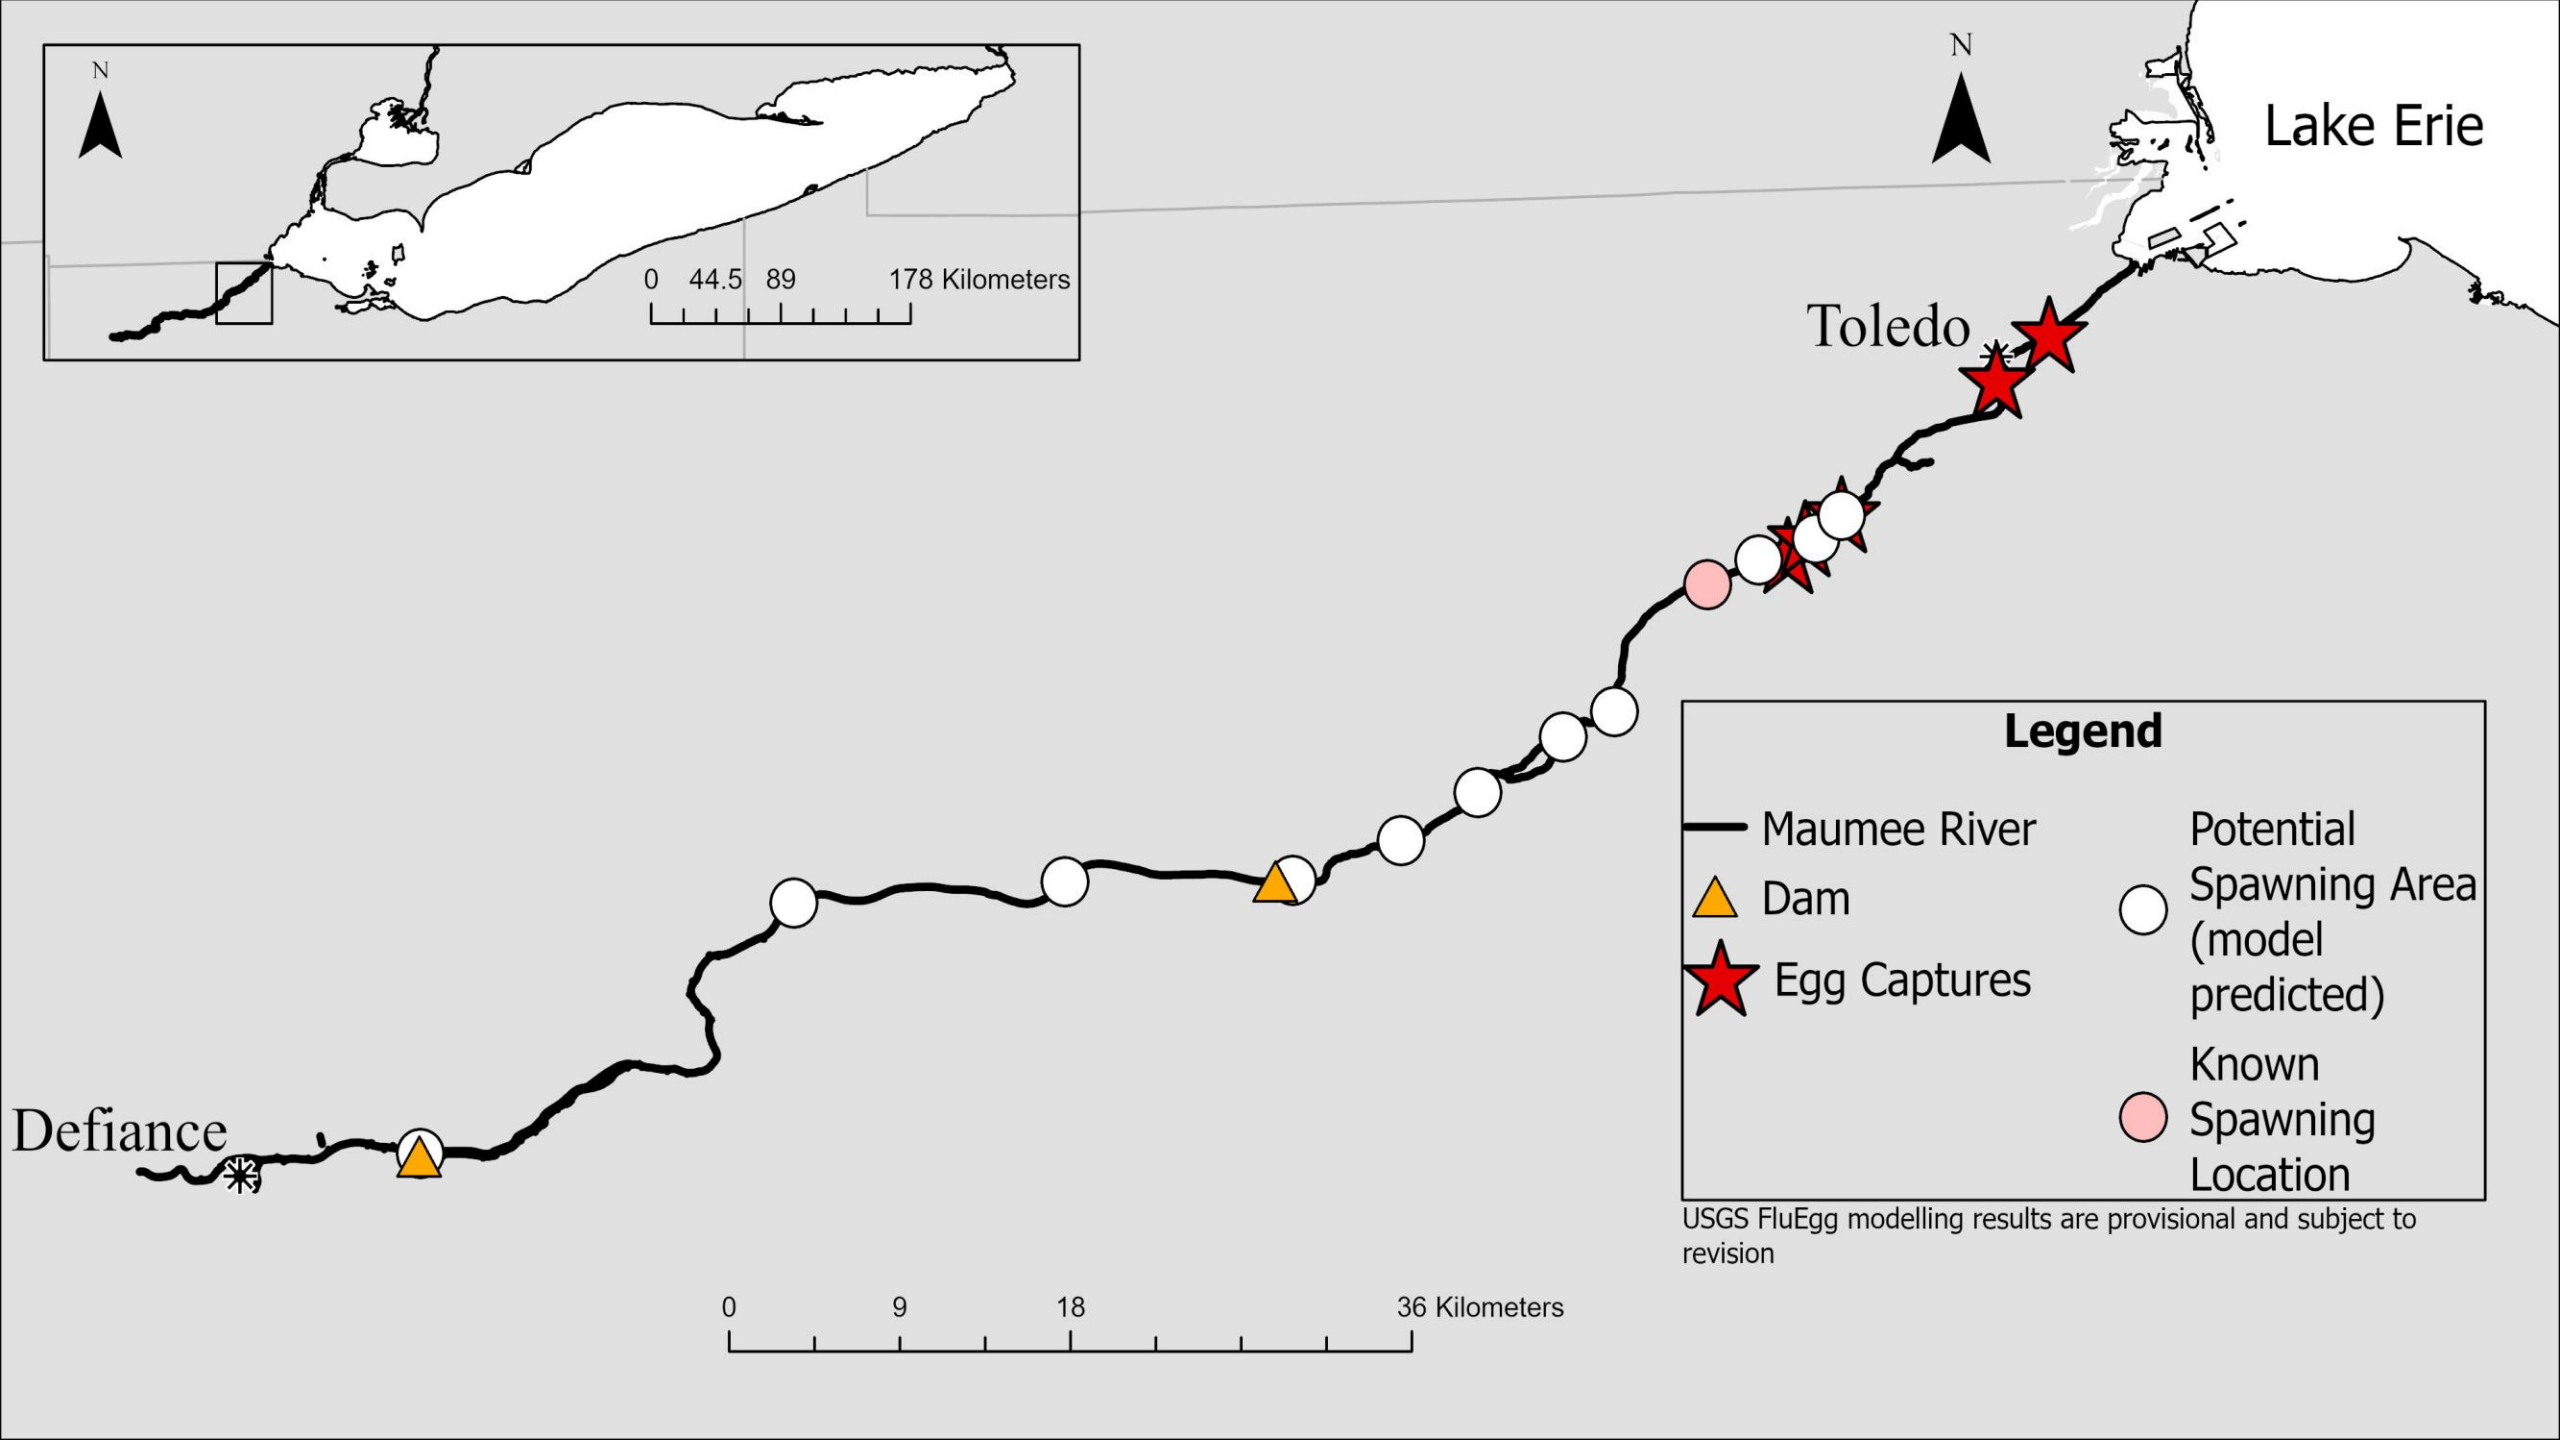 N
0 44.5 89 178 Kilometers
N
Lake Erie
Toledo
Defiance
Legend
Maumee River
Dam
Egg Captures
Potential
Spawning Area
(model
predicted)
Known
Spawning
Location
USGS FluEgg modelling results are provisional and subject to
revision
0 9 18 36 Kilometers